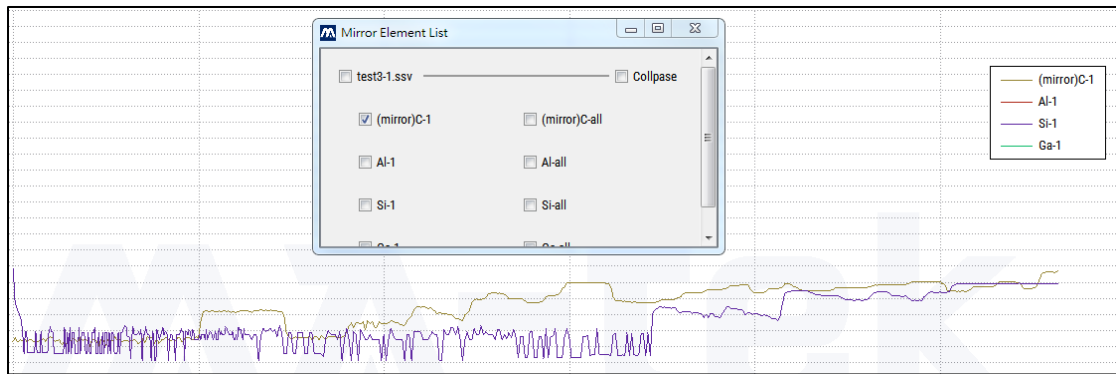 Mirror Element List
test3-1.ssv
Collpase
(mirror)C-1
(mirror)C-all
Al-1
Al-all
Si-1
Si-all
(mirror)C-1
Al-1
Si-1
Ga-1